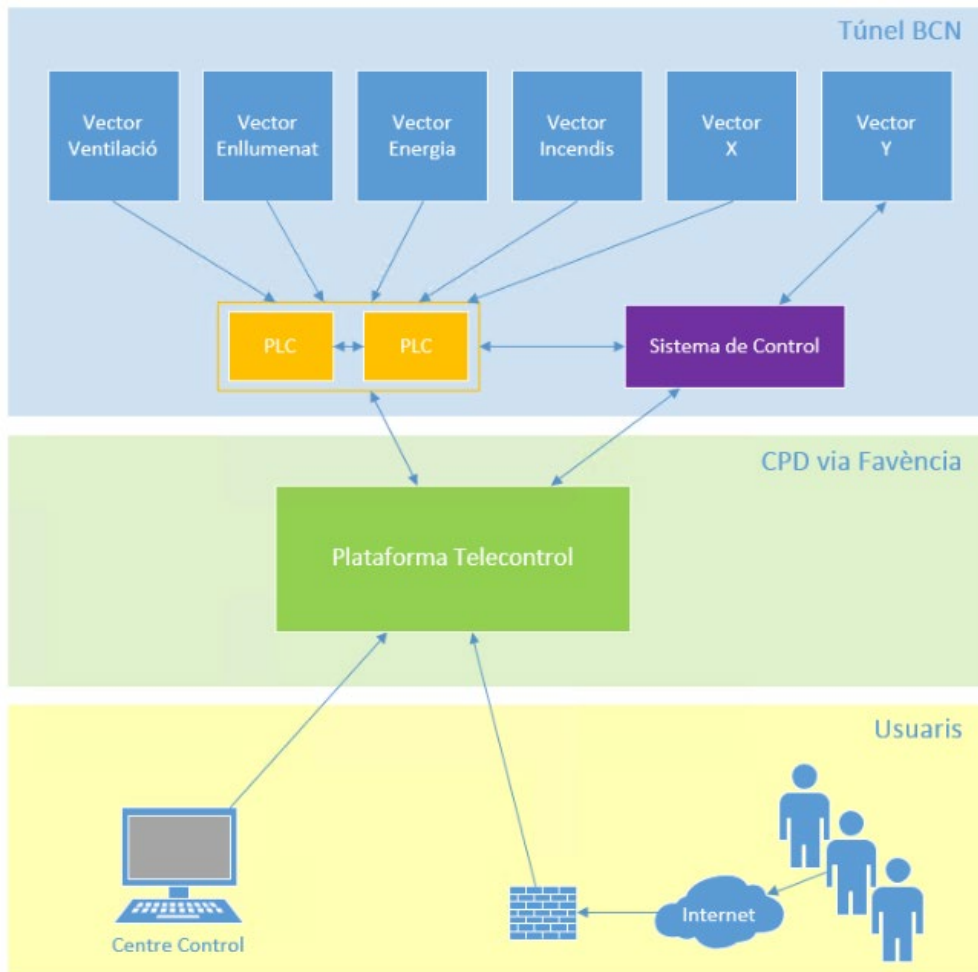 Túnel BCN
Vector
Ventilació
Vector
Enllumenat
Vector
Energia
Vector
Incendis
Vector
X
Vector
Y
PLC
PLC
Sistema de Control
CPD via Favència
Plataforma Telecontrol
Usuaris
Centre Control
Internet